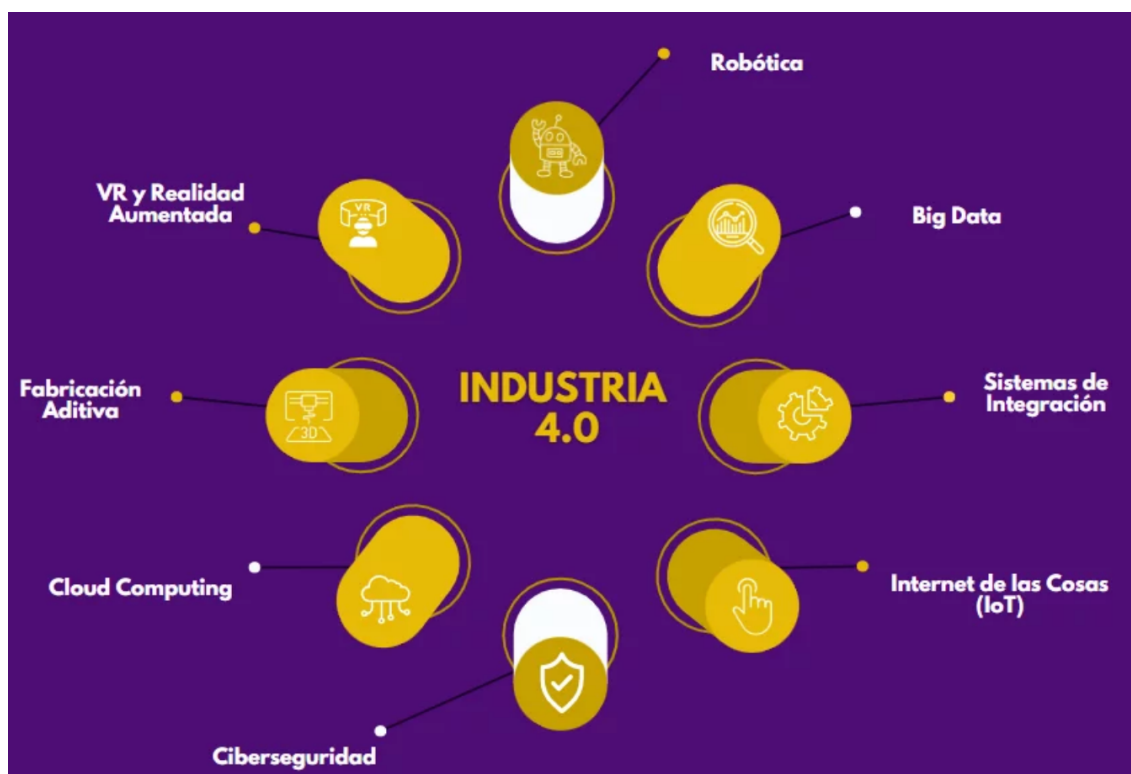 Robótica
VR y Realidad
Aumentada
VR
Big Data
INDUSTRIA
4.0
Fabricación
Aditiva
3D
Sistemas de
Integración
Cloud Computing
Internet de las Cosas
(IoT)
Ciberseguridad